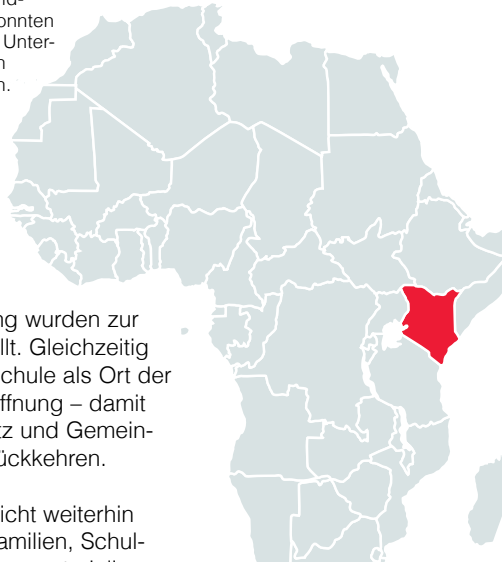 onnten
Unter-
n.
ng wurden zur
llt. Gleichzeitig
chule als Ort der
ffnung – damit
tz und Gemein-
ückkehren.
icht weiterhin
amilien, Schul-